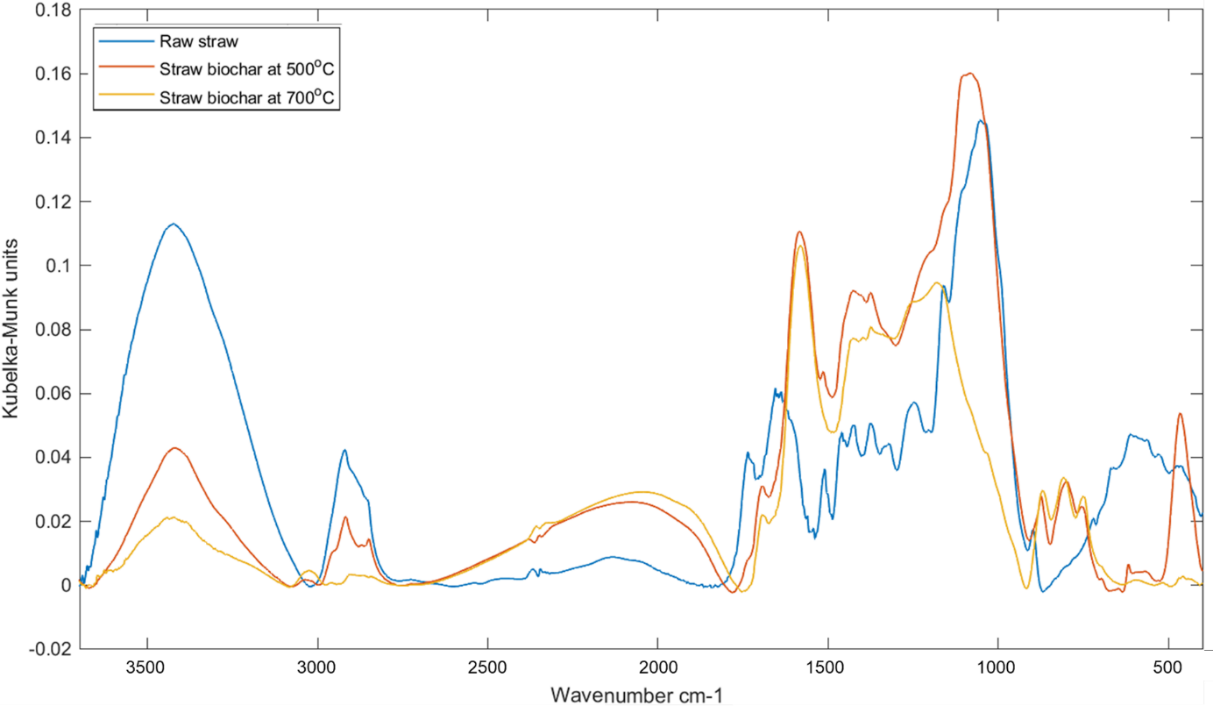 0.18
0.16
0.14
0.12
0.1
0.08
0.06
0.04
0.02
0
-0.02
Kubelka-Munk units
Raw straw
Straw biochar at 500°C
Straw biochar at 700°C
3500 3000 2500 2000 1500 1000 500
Wavenumber cm-1